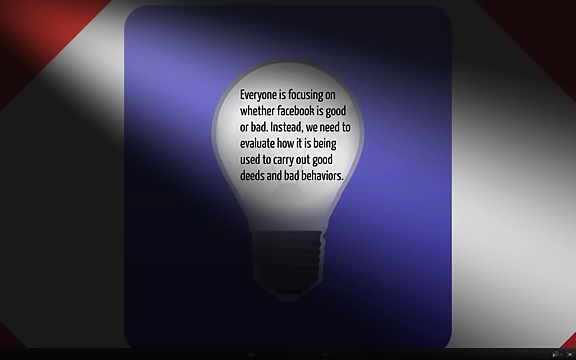 Everyone is focusing on
whether facebook is good
or bad. Instead, we need to
evaluate how it is being
used to carry out good
deeds and bad behaviors.